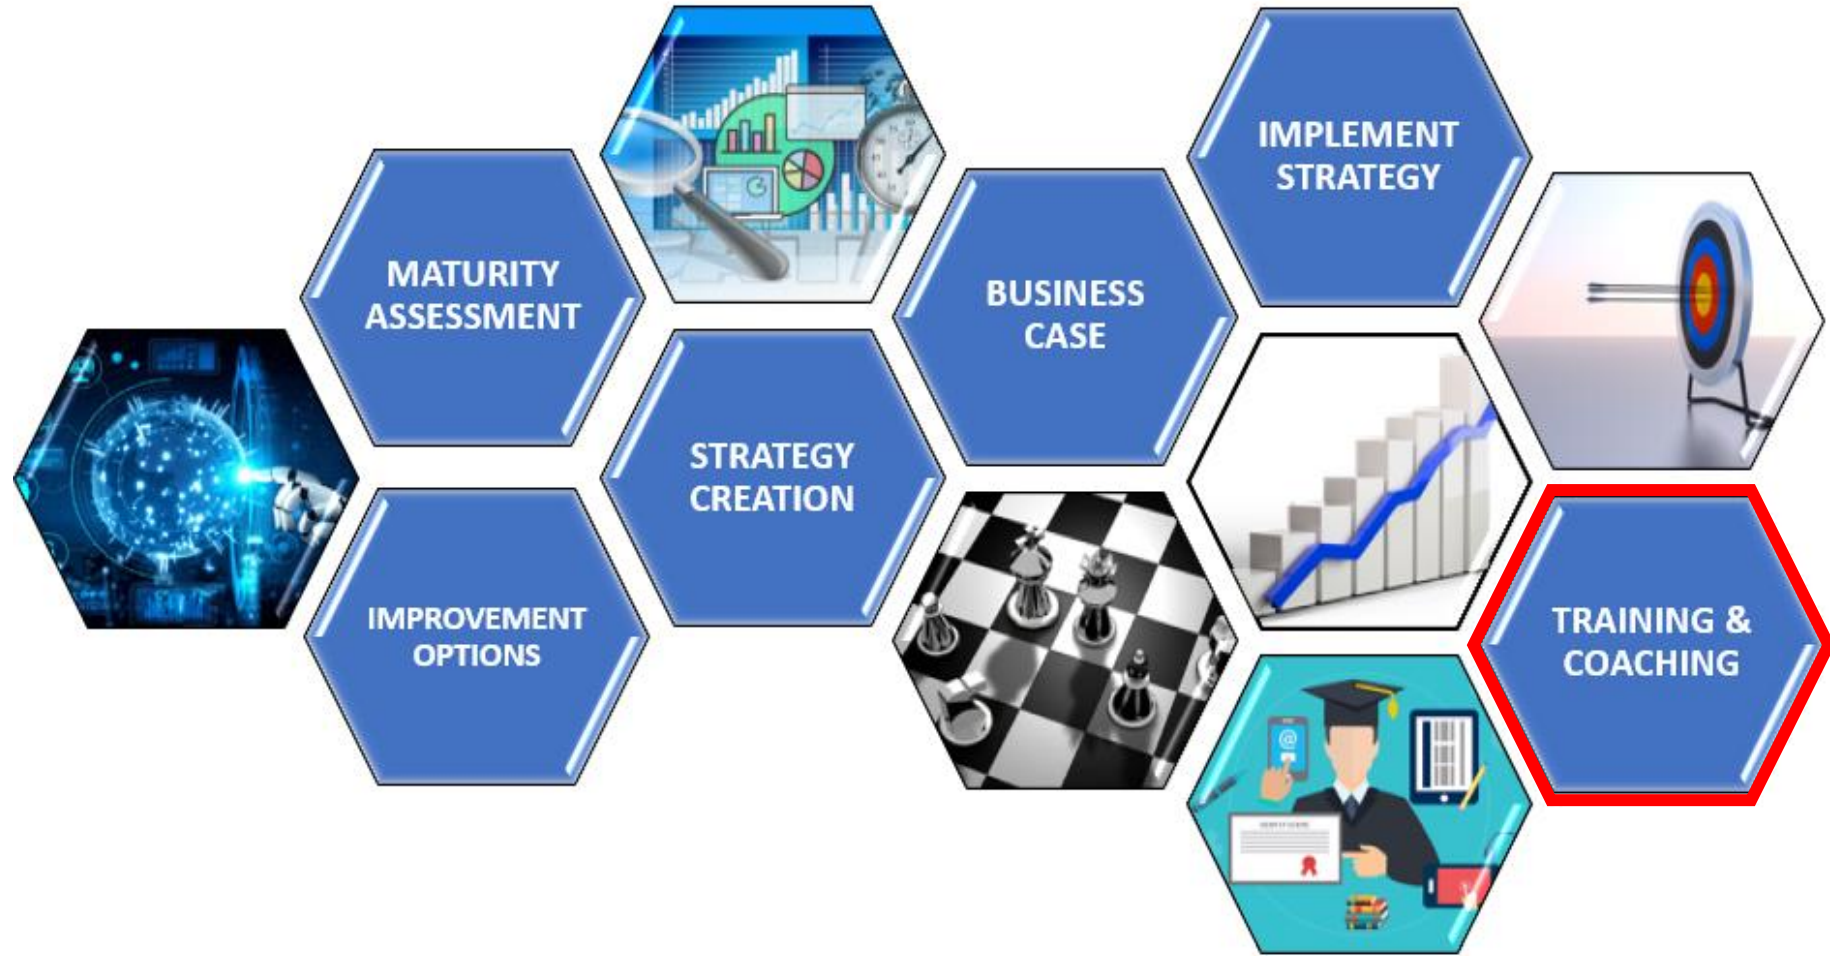 MATURITY
ASSESSMENT
IMPROVEMENT
OPTIONS
STRATEGY
CREATION
BUSINESS
CASE
IMPLEMENT
STRATEGY
TRAINING &
COACHING
@